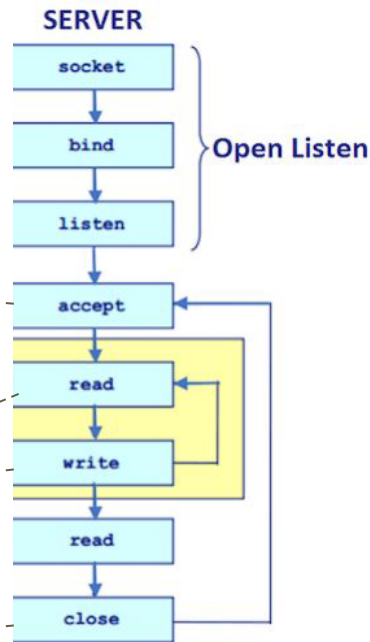 SERVER
socket
bind
Open Listen
listen
accept
read
write
read
close